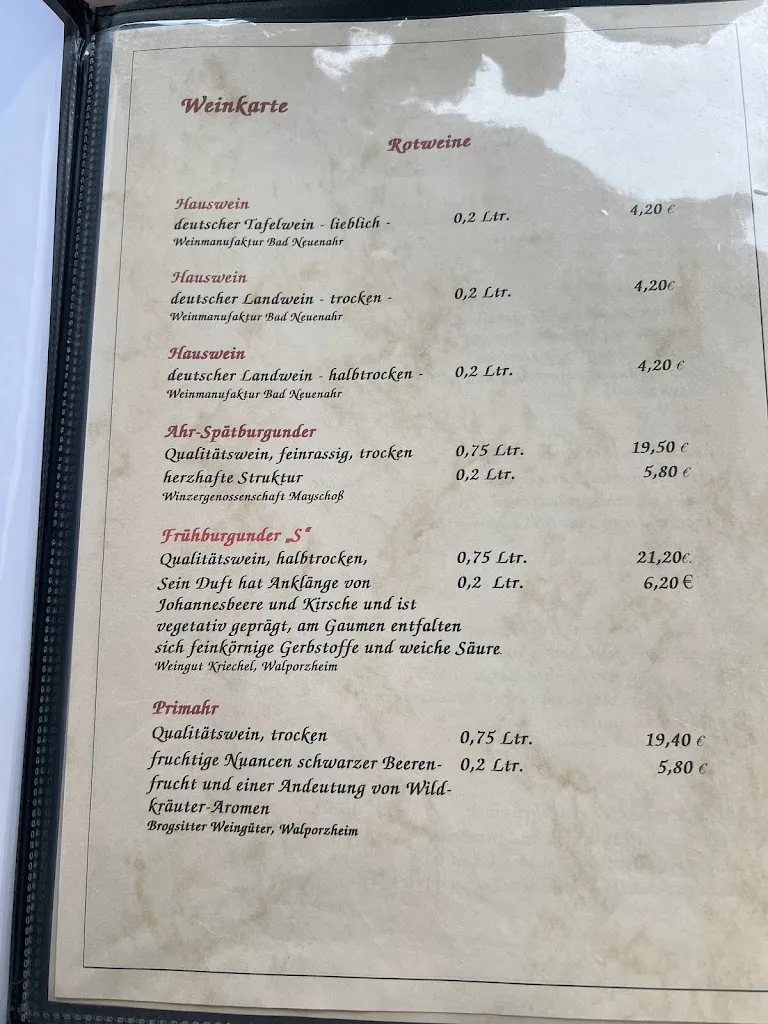 Weinkarte
Rotweine
Hauswein
deutscher Tafelwein - lieblich - 0,2 Ltr. 4,20 €
Weinmanufaktur Bad Neuenahr
Hauswein
deutscher Landwein - trocken - 0,2 Ltr. 4,20€
Weinmanufaktur Bad Neuenahr
Hauswein
deutscher Landwein - halbtrocken - 0,2 Ltr. 4,20 €
Weinmanufaktur Bad Neuenahr
Ahr-Spätburgunder
Qualitätswein, feinrassig, trocken 0,75 Ltr. 19,50 €
herzhafte Struktur 0,2 Ltr. 5,80 €
Winzergenossenschaft Mayschoß
Frühburgunder „S“
Qualitätswein, halbtrocken, 0,75 Ltr. 21,20€.
Sein Duft hat Anklänge von 0,2 Ltr. 6,20 €
Johannesbeere und Kirsche und ist
vegetativ geprägt, am Gaumen entfalten
sich feinkörnige Gerbstoffe und weiche Säure.
Weingut Kriechel, Walporzheim
Primahr
Qualitätswein, trocken 0,75 Ltr. 19,40 €
fruchtige Nuancen schwarzer Beeren- 0,2 Ltr. 5,80 €
frucht und einer Andeutung von Wild-
kräuter-Aromen
Brogsitter Weingüter, Walporzheim